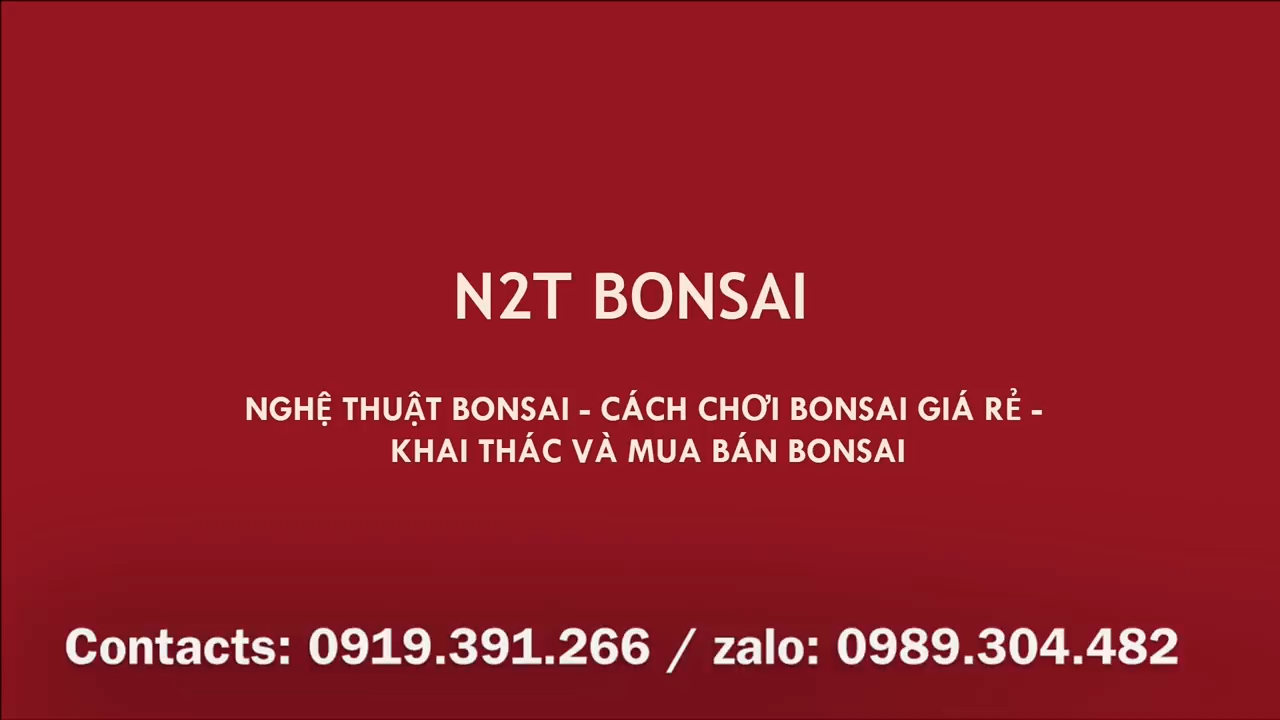 N2T BONSAI
NGHỆ THUẬT BONSAI - CÁCH CHƠI BONSAI GIÁ RẺ -
KHAI THÁC VÀ MUA BÁN BONSAI
Contacts: 0919.391.266 / zalo: 0989.304.482